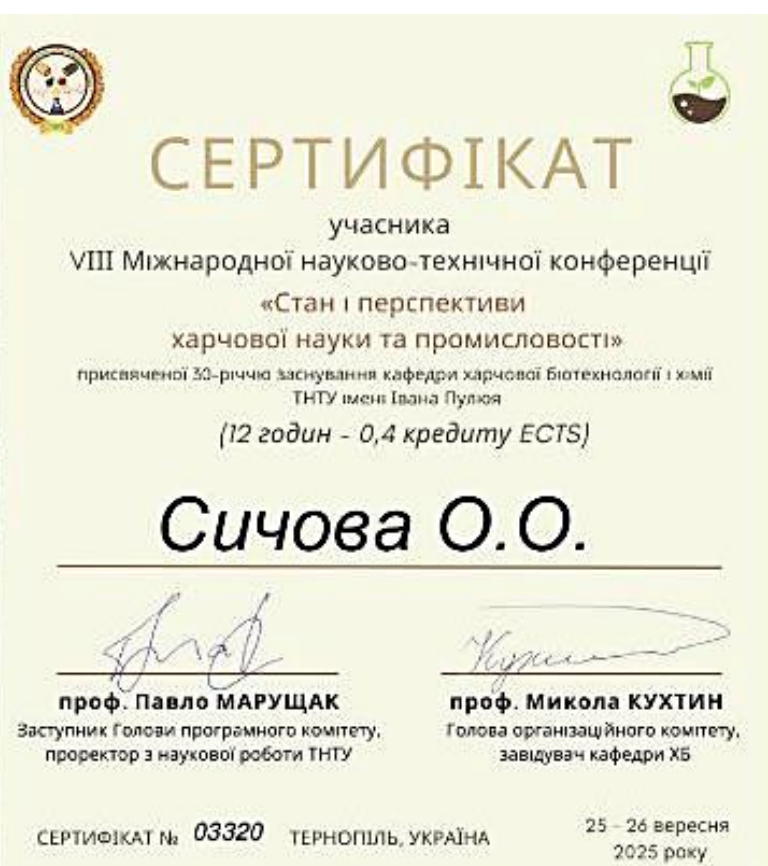 СЕРТИФІКАТ
учасника
VIII Міжнародної науково-технічної конференції
«Стан і перспективи
харчової науки та промисловості»
присвяченої 30-річчю заснування кафедри харчової біотехнології і хімії
ТНТУ імені Івана Пулюя
(12 годин - 0,4 кредиту ECTS)
Сичова О.О.
проф. Павло МАРУЩАК
Заступник Голови програмного комітету,
проректор з наукової роботи ТНТУ
проф. Микола КУХТИН
Голова організаційного комітету,
завідувач кафедри ХБ
СЕРТИФІКАТ № 03320 ТЕРНОПІЛЬ, УКРАЇНА
25 - 26 вересня
2025 року